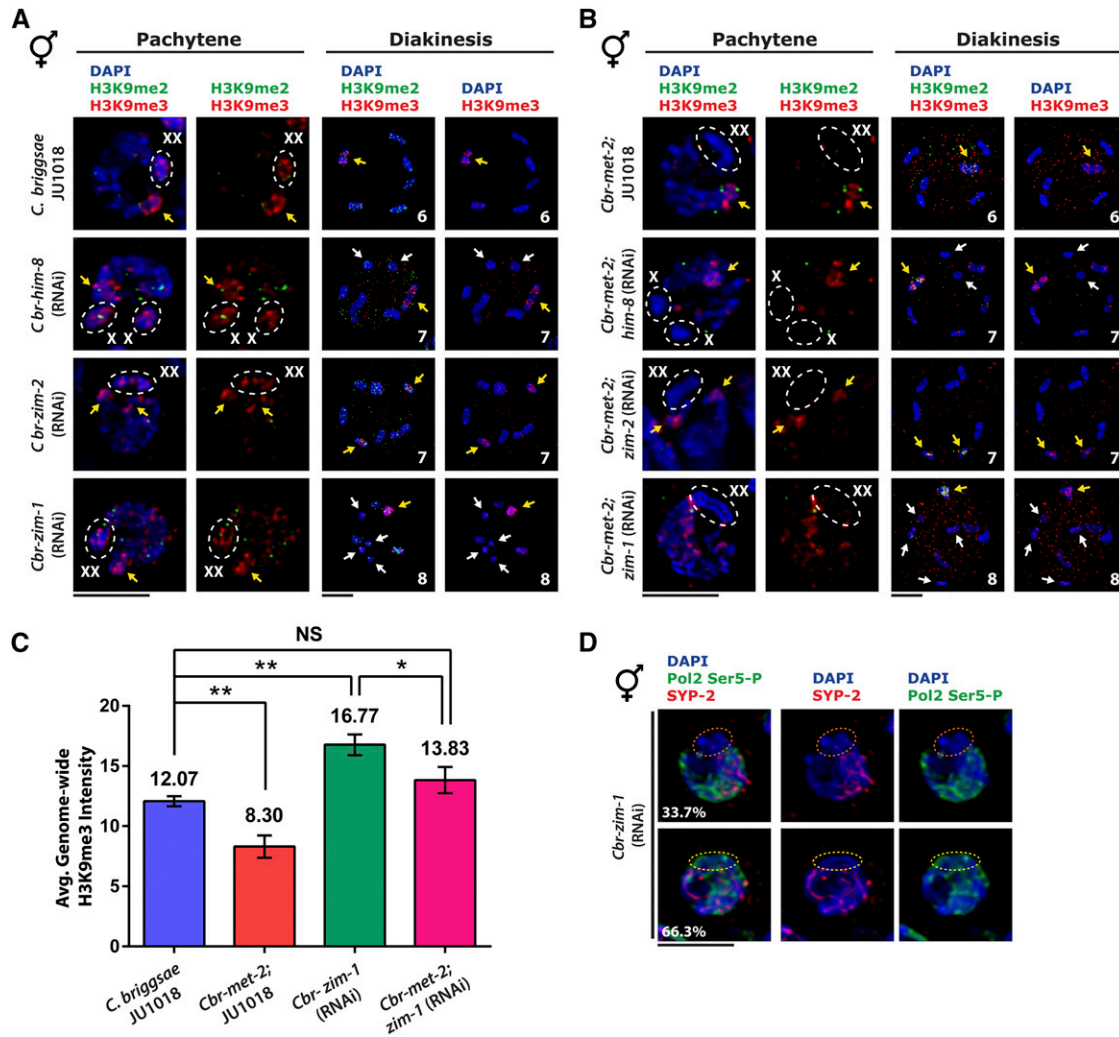 A
⚥
Pachytene
Diakinesis
DAPI
H3K9me2
H3K9me3
H3K9me2
H3K9me3
DAPI
H3K9me2
H3K9me3
DAPI
H3K9me3
C. briggsae
JU1018
XX
XX
6
6
C br-him-8
(RNAi)
X X
X X
7
7
C br-zim-2
(RNAi)
XX
XX
7
7
Cbr-zim-1
(RNAi)
XX
XX
8
8
B
⚥
Pachytene
Diakinesis
DAPI
H3K9me2
H3K9me3
H3K9me2
H3K9me3
DAPI
H3K9me2
H3K9me3
DAPI
H3K9me3
Cbr-met-2;
JU1018
XX
XX
6
6
Cbr-met-2;
him-8 (RNAi)
X
X
X
X
7
7
Cbr-met-2;
zim-2 (RNAi)
XX
XX
7
7
Cbr-met-2;
zim-1 (RNAi)
XX
XX
8
8
C
NS
** *
**
Avg. Genome-wide
H3K9me3 Intensity
20
15
10
5
0
12.07
8.30
16.77
13.83
C. briggsae
JU1018
Cbr-met-2;
JU1018
Cbr- zim-1
(RNAi)
Cbr-met-2;
zim-1 (RNAi)
D
⚥
DAPI
Pol2 Ser5-P
SYP-2
DAPI
SYP-2
DAPI
Pol2 Ser5-P
Cbr-zim-1
(RNAi)
33.7%
66.3%